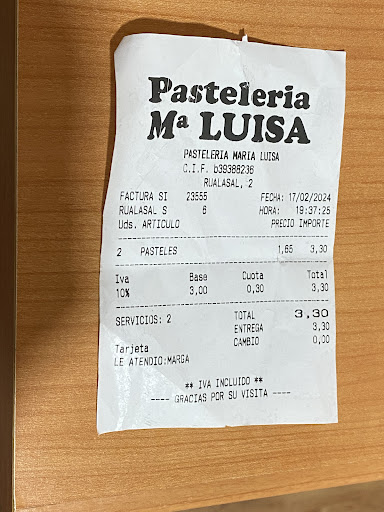 Pasteleria
Mª LUISA
PASTELERIA MARIA LUISA
C.I.F. b39388236
RUALASAL, 2
FACTURA SI 23555 FECHA: 17/02/2024
RUALASAL S 6 HORA: 19:37:25
Uds. ARTICULO PRECIO IMPORTE
2 PASTELES 1,65 3,30
Iva Base Cuota Total
10% 3,00 0,30 3,30
SERVICIOS: 2 TOTAL 3,30
ENTREGA 3,30
CAMBIO 0,00
Tarjeta
LE ATENDIO:MARGA
** IVA INCLUIDO **
---- GRACIAS POR SU VISITA ----